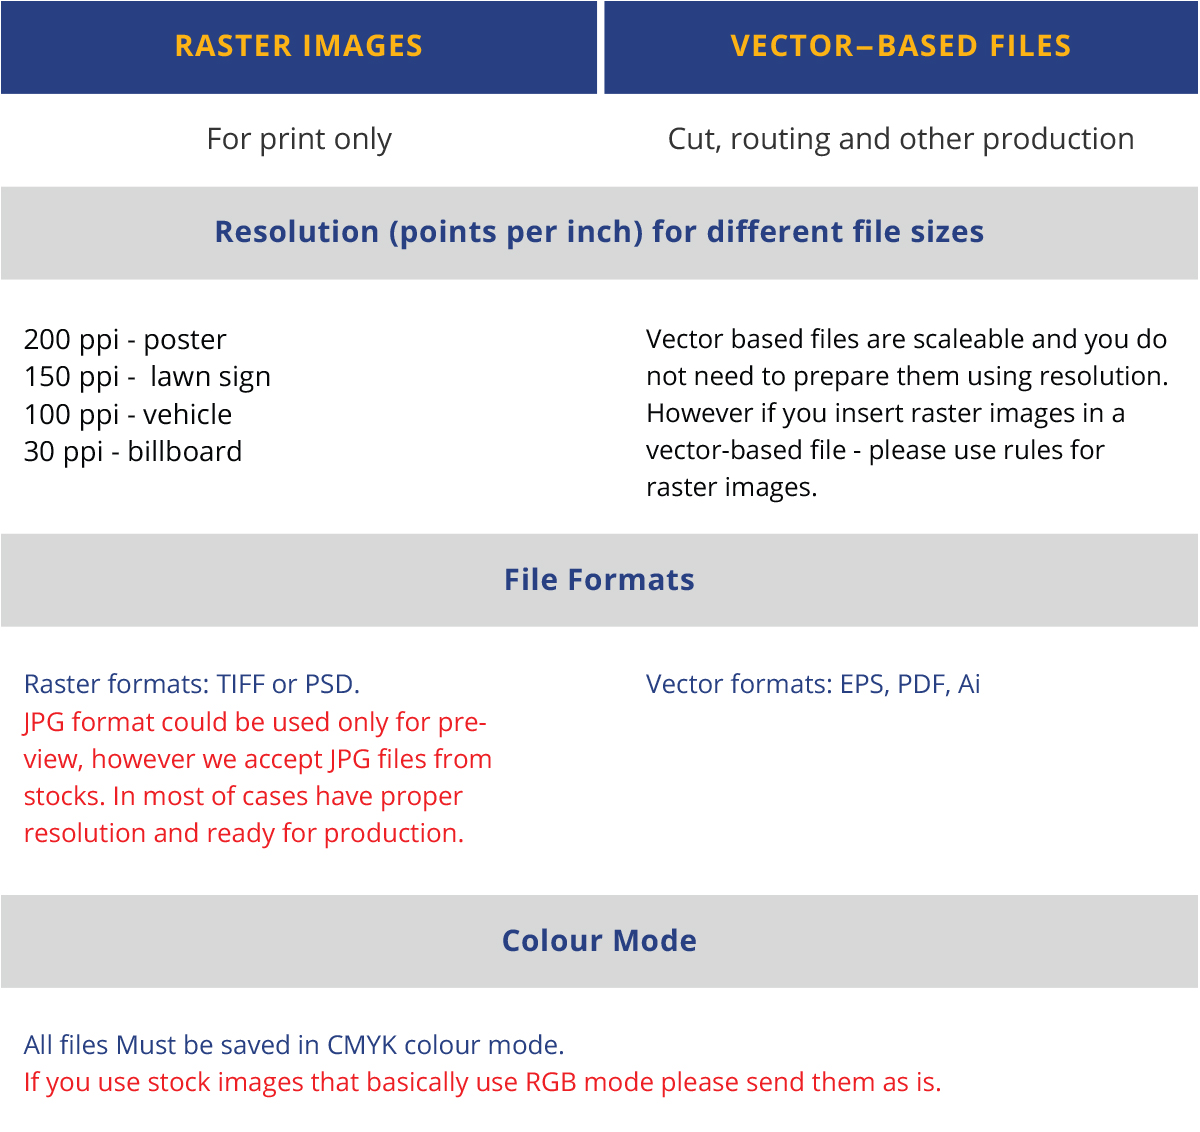 RASTER IMAGES
VECTOR–BASED FILES
For print only
Cut, routing and other production
Resolution (points per inch) for different file sizes
200 ppi - poster
150 ppi -  lawn sign
100 ppi - vehicle
30 ppi - billboard
Vector based files are scaleable and you do
not need to prepare them using resolution.
However if you insert raster images in a
vector-based file - please use rules for
raster images.
File Formats
Raster formats: TIFF or PSD.
JPG format could be used only for pre-
view, however we accept JPG files from
stocks. In most of cases have proper
resolution and ready for production.
Vector formats: EPS, PDF, Ai
Colour Mode
All files Must be saved in CMYK colour mode.
If you use stock images that basically use RGB mode please send them as is.